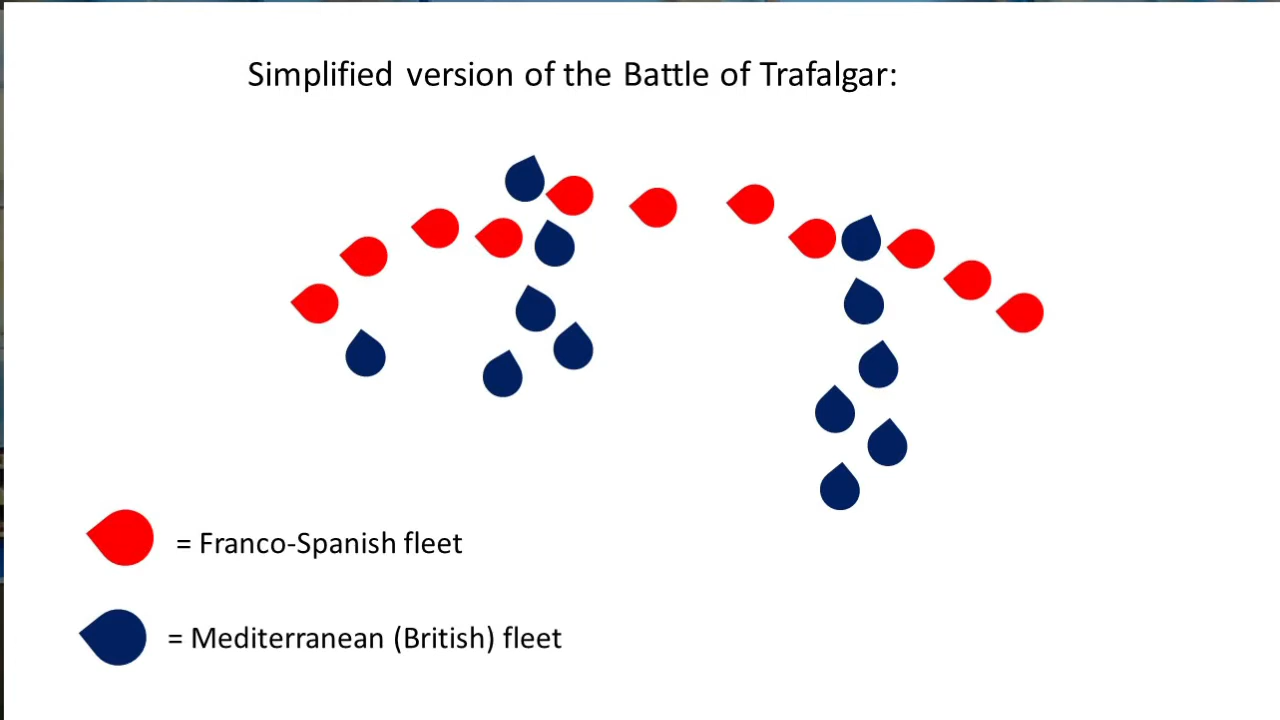 Simplified version of the Battle of Trafalgar:
= Franco-Spanish fleet
= Mediterranean (British) fleet